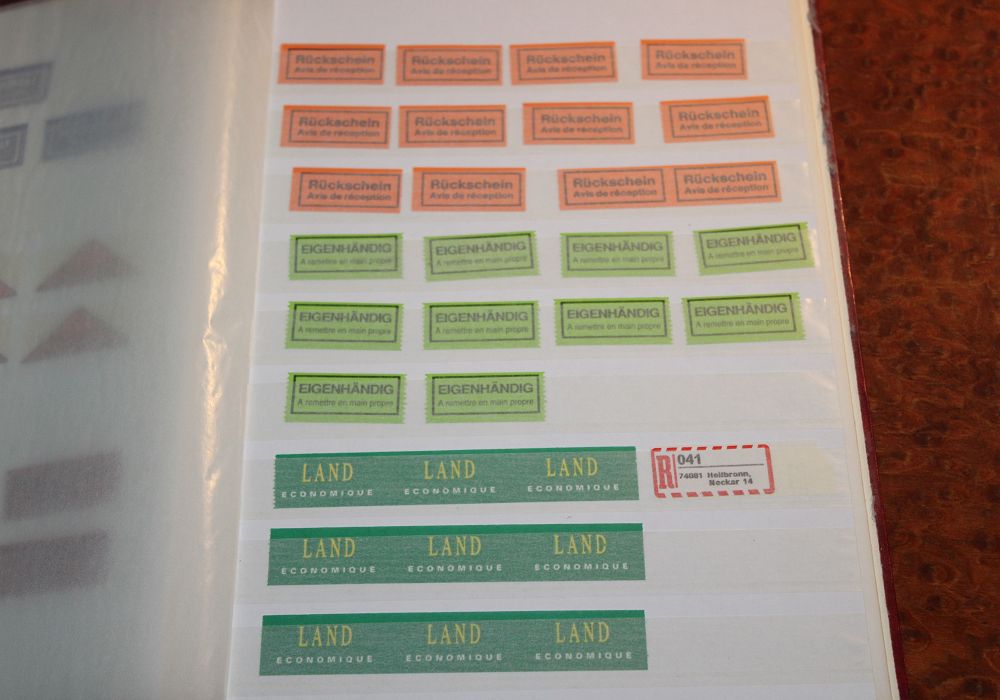 Rückschein Rückschein Rückschein Rückschein
Avis de réception Avis de réception Avis de réception Avis de réception
Rückschein Rückschein Rückschein Rückschein
Avis de réception Avis de réception Avis de réception Avis de réception
Rückschein Rückschein Rückschein Rückschein
Avis de réception Avis de réception Avis de réception Avis de réception
EIGENHÄNDIG EIGENHÄNDIG EIGENHÄNDIG EIGENHÄNDIG
A remettre en main propre A remettre en main propre A remettre en main propre A remettre en main propre
EIGENHÄNDIG EIGENHÄNDIG EIGENHÄNDIG EIGENHÄNDIG
A remettre en main propre A remettre en main propre A remettre en main propre A remettre en main propre
EIGENHÄNDIG EIGENHÄNDIG
A remettre en main propre A remettre en main propre
LAND LAND LAND
ECONOMIQUE ECONOMIQUE ECONOMIQUE
R 041
74081 Heilbronn,
Neckar 14
LAND LAND LAND
ECONOMIQUE ECONOMIQUE ECONOMIQUE
LAND LAND LAND
ECONOMIQUE ECONOMIQUE ECONOMIQUE